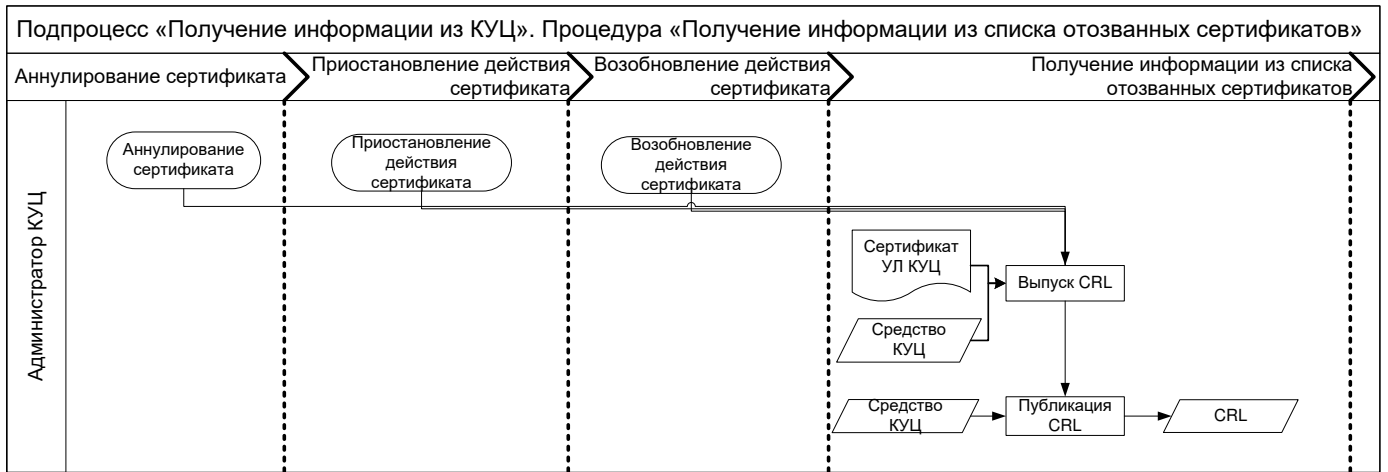 Подпроцесс «Получение информации из КУЦ». Процедура «Получение информации из списка отозванных сертификатов»
Аннулирование сертификата
Приостановление действия
сертификата
Возобновление действия
сертификата
Получение информации из списка
отозванных сертификатов
Администратор КУЦ
Аннулирование
сертификата
Приостановление
действия
сертификата
Возобновление
действия
сертификата
Сертификат
УЛ КУЦ
Выпуск CRL
Средство
КУЦ
Средство
КУЦ
Публикация
CRL
CRL